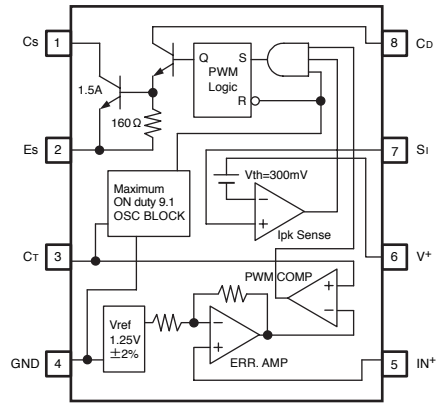 Cs 1
8 CD
Q S
PWM
Logic
R
1.5A
160Ω
Es 2
7 SI
Vth=300mV
Maximum
ON duty 9.1
OSC BLOCK
Ipk Sense
CT 3
6 V+
PWM COMP
Vref
1.25V
±2%
ERR. AMP
GND 4
5 IN+
−
+
+
−
−
+